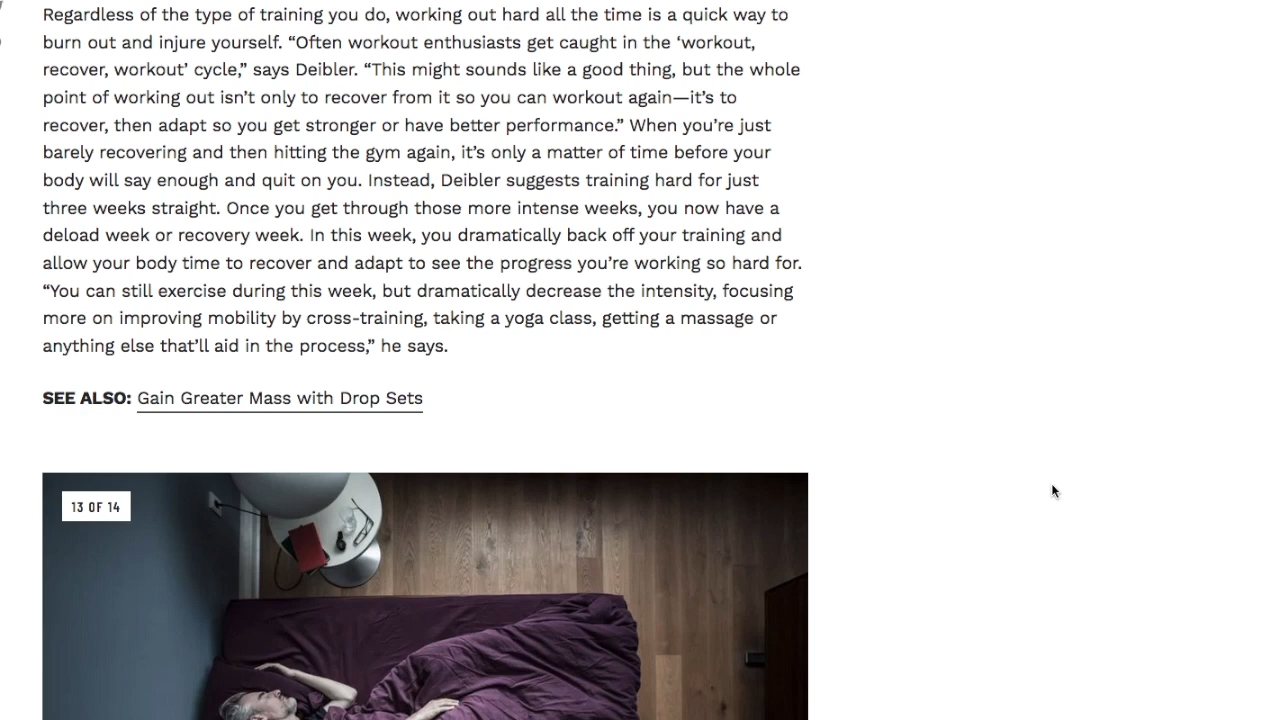 Regardless of the type of training you do, working out hard all the time is a quick way to
burn out and injure yourself. “Often workout enthusiasts get caught in the ‘workout,
recover, workout’ cycle,” says Deibler. “This might sounds like a good thing, but the whole
point of working out isn’t only to recover from it so you can workout again—it’s to
recover, then adapt so you get stronger or have better performance.” When you’re just
barely recovering and then hitting the gym again, it’s only a matter of time before your
body will say enough and quit on you. Instead, Deibler suggests training hard for just
three weeks straight. Once you get through those more intense weeks, you now have a
deload week or recovery week. In this week, you dramatically back off your training and
allow your body time to recover and adapt to see the progress you’re working so hard for.
“You can still exercise during this week, but dramatically decrease the intensity, focusing
more on improving mobility by cross-training, taking a yoga class, getting a massage or
anything else that’ll aid in the process,” he says.
SEE ALSO: Gain Greater Mass with Drop Sets
13 OF 14